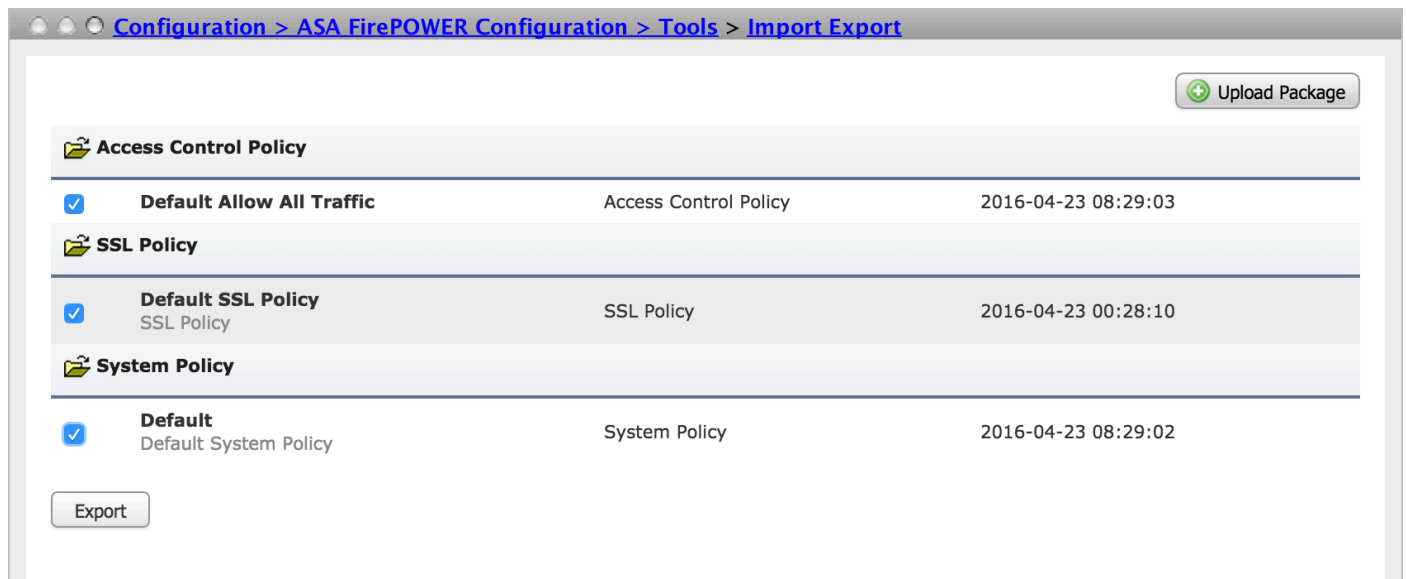 Configuration > ASA FirePOWER Configuration > Tools > Import Export
Upload Package
Access Control Policy
Default Allow All Traffic Access Control Policy 2016-04-23 08:29:03
SSL Policy
Default SSL Policy
SSL Policy SSL Policy 2016-04-23 00:28:10
System Policy
Default
Default System Policy System Policy 2016-04-23 08:29:02
Export